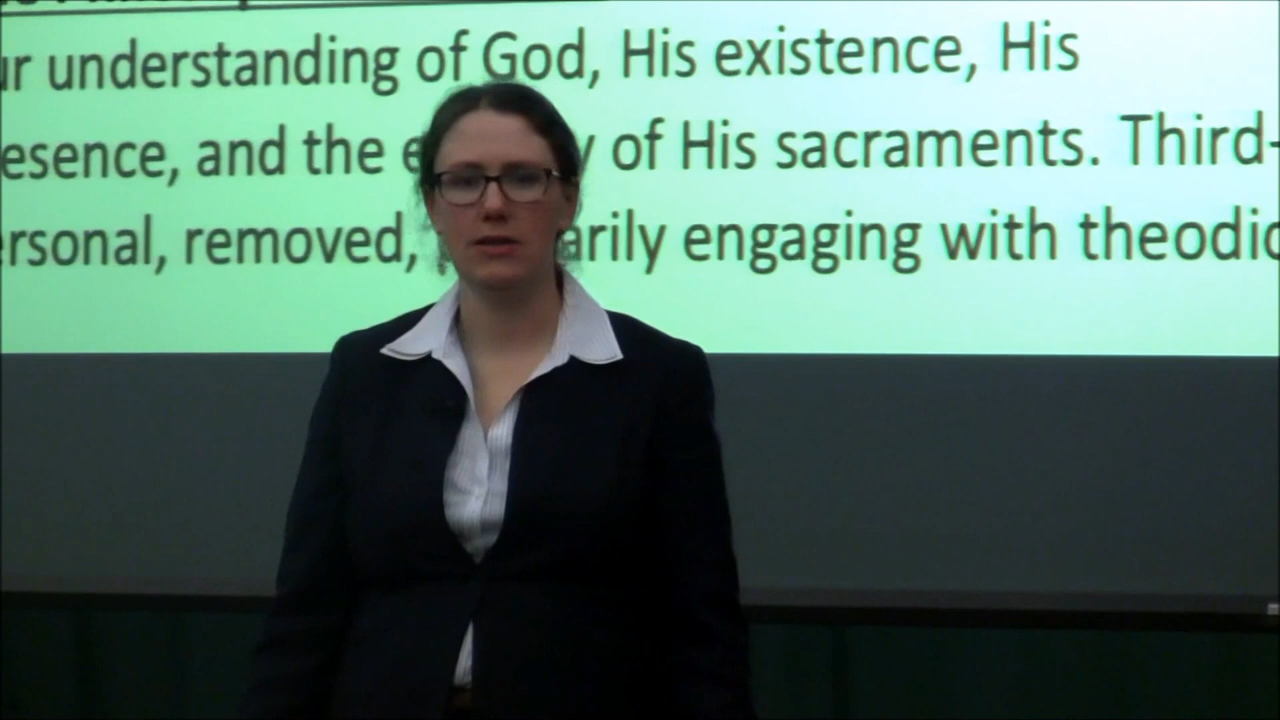 ur understanding of God, His existence, His
esence, and the e y of His sacraments. Third-
ersonal, removed, arily engaging with theodic